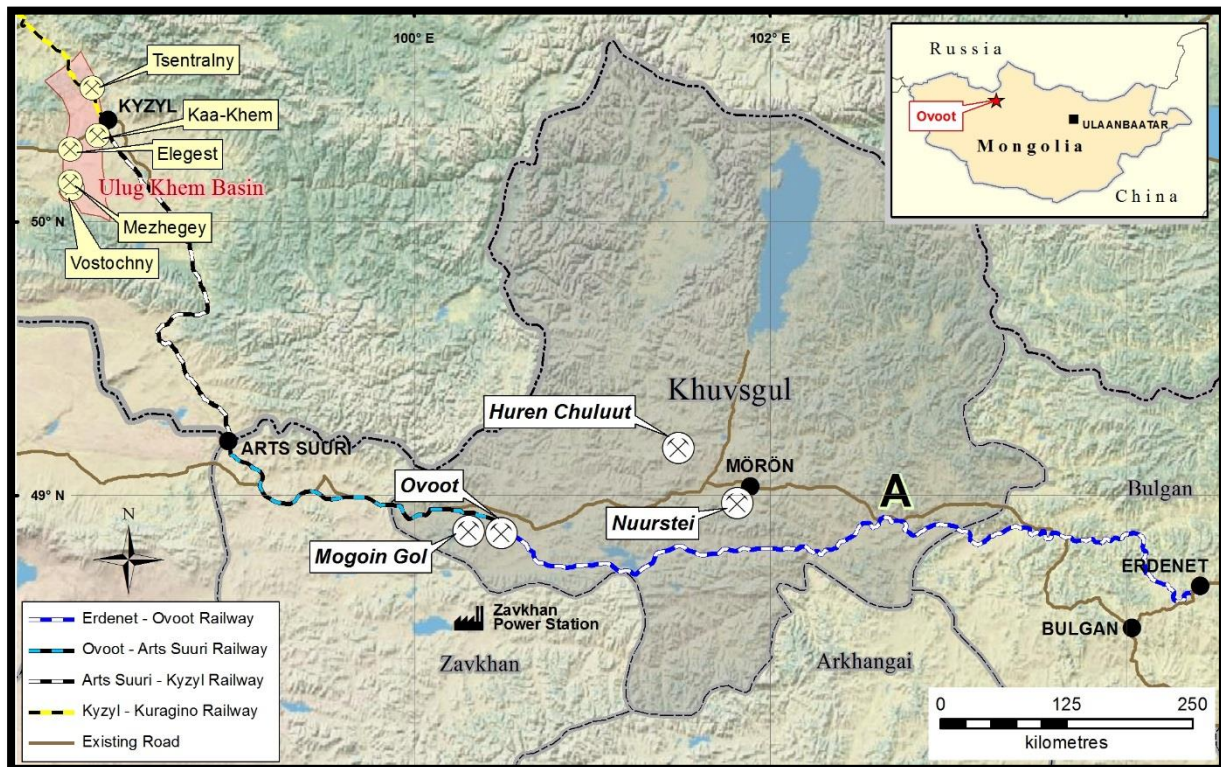 100° E
102° E
Tsentralny
KYZYL
Kaa-Khem
Elegest
Ulug Khem Basin
50° N
Mezhegey
Vostochny
Russia
Ovoot
ULAANBAATAR
Mongolia
China
Khuvsgul
Huren Chuluut
ARTS SUURI
MÖRÖN
Ovoot
49° N
A
Bulgan
Nuurstei
N
Mogoin Gol
ERDENET
Zavkhan
Power Station
BULGAN
Zavkhan
Arkhangai
Erdenet - Ovoot Railway
Ovoot - Arts Suuri Railway
Arts Suuri - Kyzyl Railway
Kyzyl - Kuragino Railway
Existing Road
0 125 250
kilometres